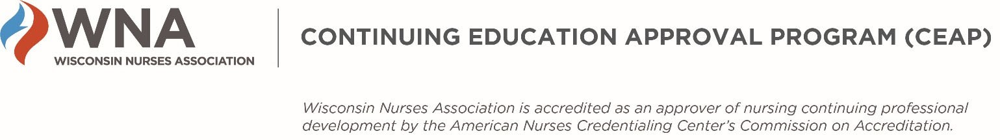 WNA
WISCONSIN NURSES ASSOCIATION
CONTINUING EDUCATION APPROVAL PROGRAM (CEAP)
Wisconsin Nurses Association is accredited as an approver of nursing continuing professional
development by the American Nurses Credentialing Center's Commission on Accreditation.